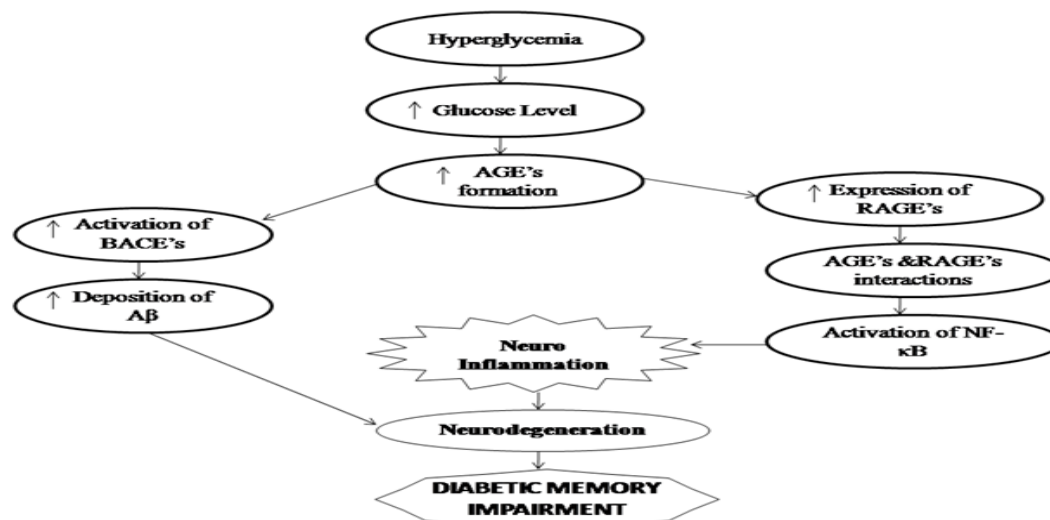 Hyperglycemia
↑ Glucose Level
↑ AGE's
formation
↑ Expression of
RAGE's
↑ Activation of
BACE's
AGE's &RAGE's
interactions
↑ Deposition of
Aβ
Activation of NF-
κB
Neuro
Inflammation
Neurodegeneration
DIABETIC MEMORY
IMPAIRMENT